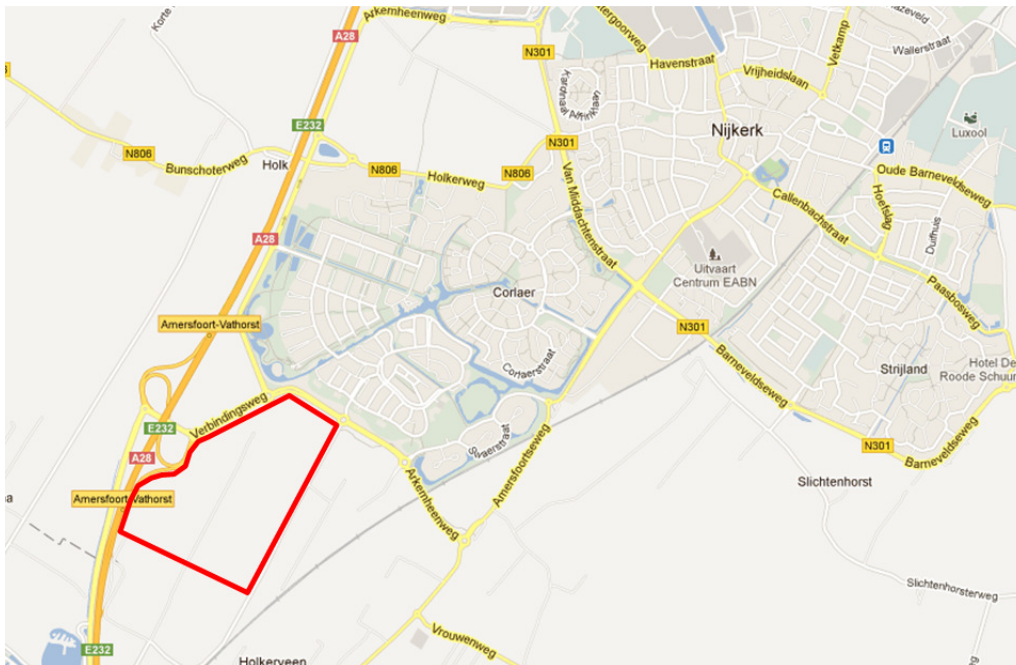 Korte
A28
Arkemheenweg
N301
Havenstraat
Vrijheidslaan
Vetkamp
Wallerstraat
Luxool
Nijkerk
E232
N806
Bunschoterweg
Holk
N806
Holkerweg
N806
N301
Van Middachtenstraat
Oude Barneveldseweg
Hoefslag
Callenbachstraat
Paasbosweg
A28
Corlaer
Uitvaart
Centrum EABN
Amersfoort-Vathorst
N301
Barneveldseweg
Strijland
Hotel De
Roode Schuur
Corlaerstraat
Verbindingsweg
E232
A28
Amersfoort-Vathorst
Arkemheenweg
Amersfoortseweg
N301
Barneveldseweg
Slichtenhorst
Slichtenhorsterweg
Vrouwenweg
E232
Holkerveen